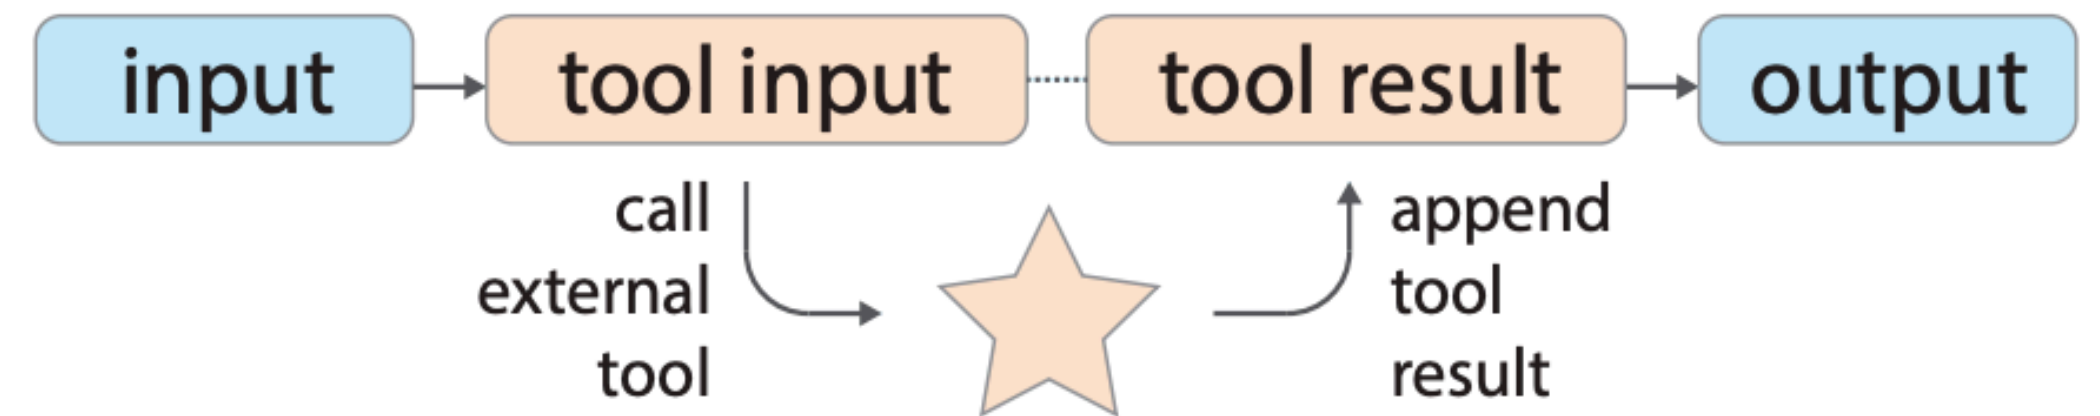 input
tool input
tool result
output
call
external
tool
append
tool
result